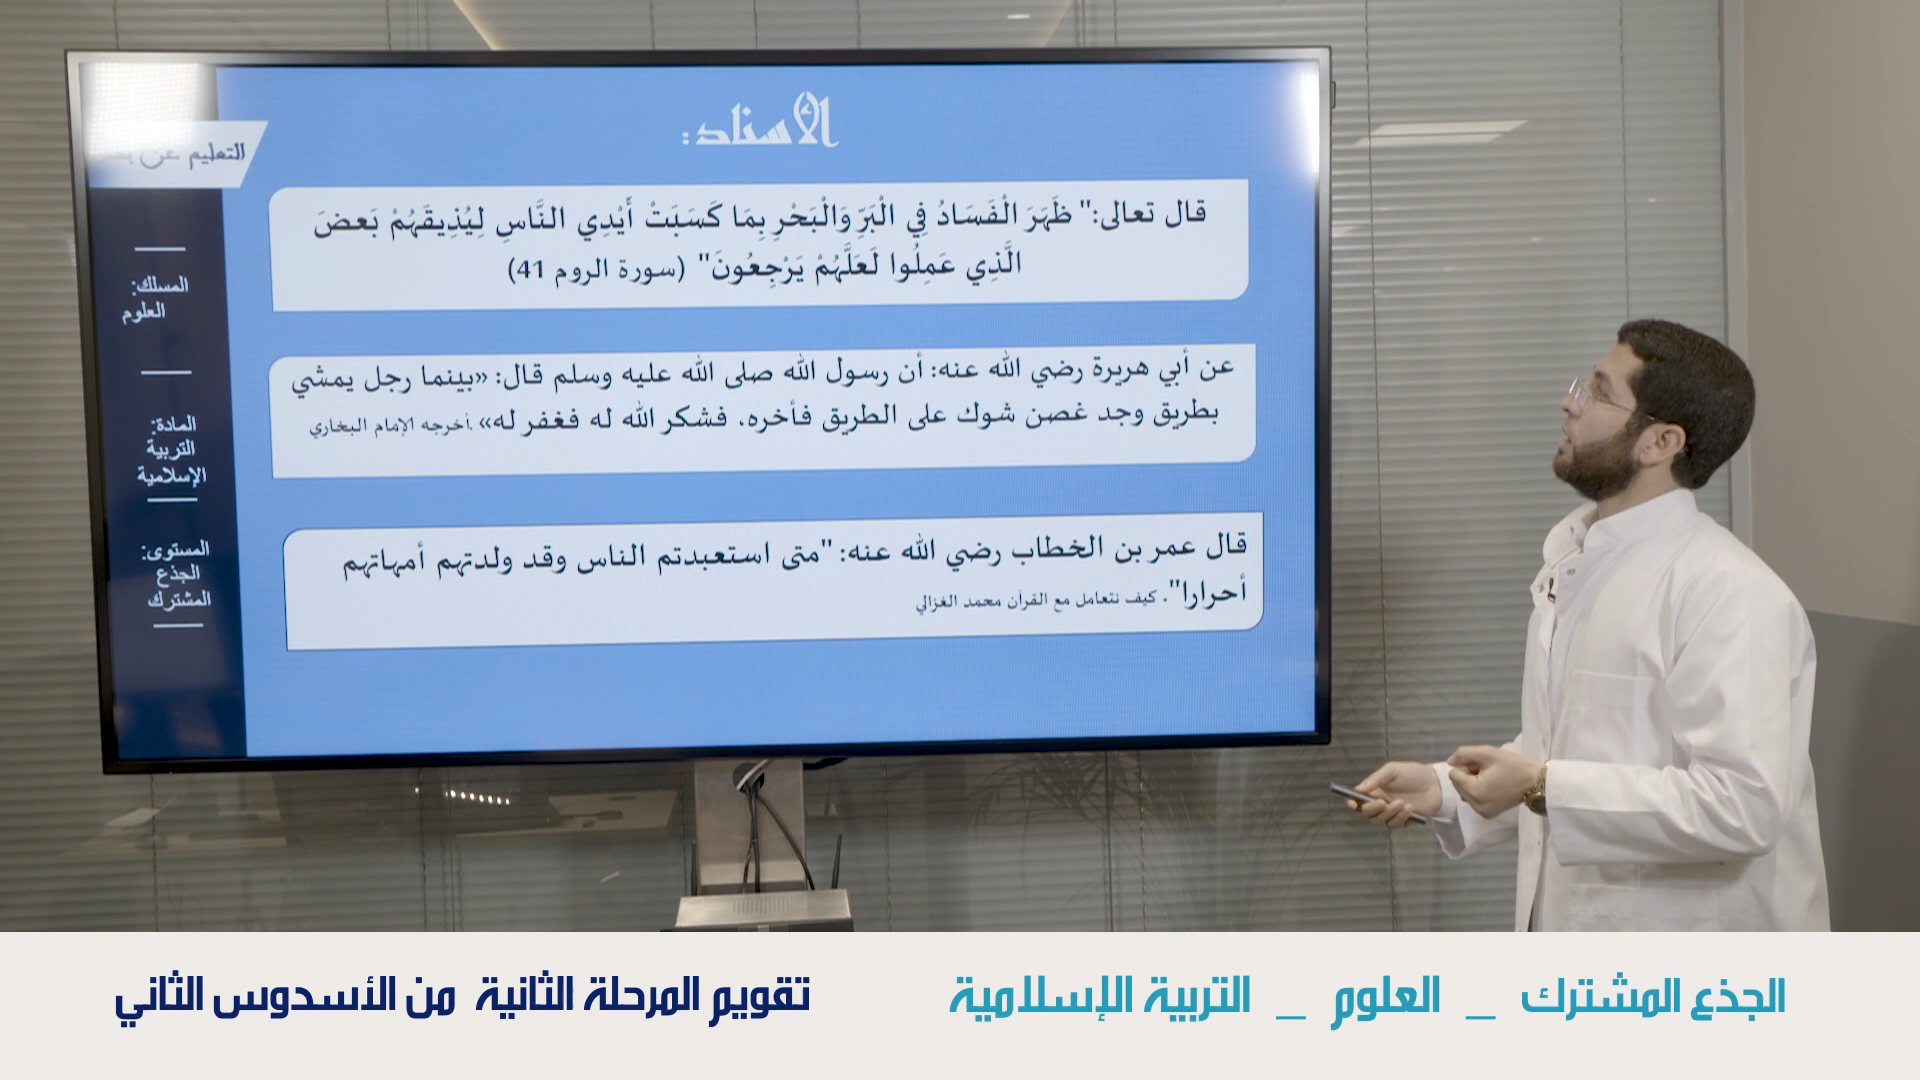 الأسناد:
التعليم عن
قال تعالى:" ظَهَرَ الْفَسَادُ فِي الْبَرِّ وَالْبَحْرِ بِمَا كَسَبَتْ أَيْدِي النَّاسِ لِيُذِيقَهُمْ بَعضَ
الَّذِي عَمِلُوا لَعَلَّهُمْ يَرْجِعُونَ" (سورة الروم 41)
عن أبي هريرة رضي الله عنه: أن رسول الله صلى الله عليه وسلم قال: «بينما رجل يمشي
بطريق وجد غصن شوك على الطريق فأخره، فشكر الله له فغفر له» .أخرجه الإمام البخاري
قال عمر بن الخطاب رضي الله عنه: "متى استعبدتم الناس وقد ولدتهم أمهاتهم
أحرارا". كيف نتعامل مع القرآن محمد الغزالي
المسلك:
العلوم
المادة:
التربية
الإسلامية
المستوى:
الجذع
المشترك
الجذع المشترك _ العلوم _ التربية الإسلامية
تقويم المرحلة الثانية من الأسدوس الثاني